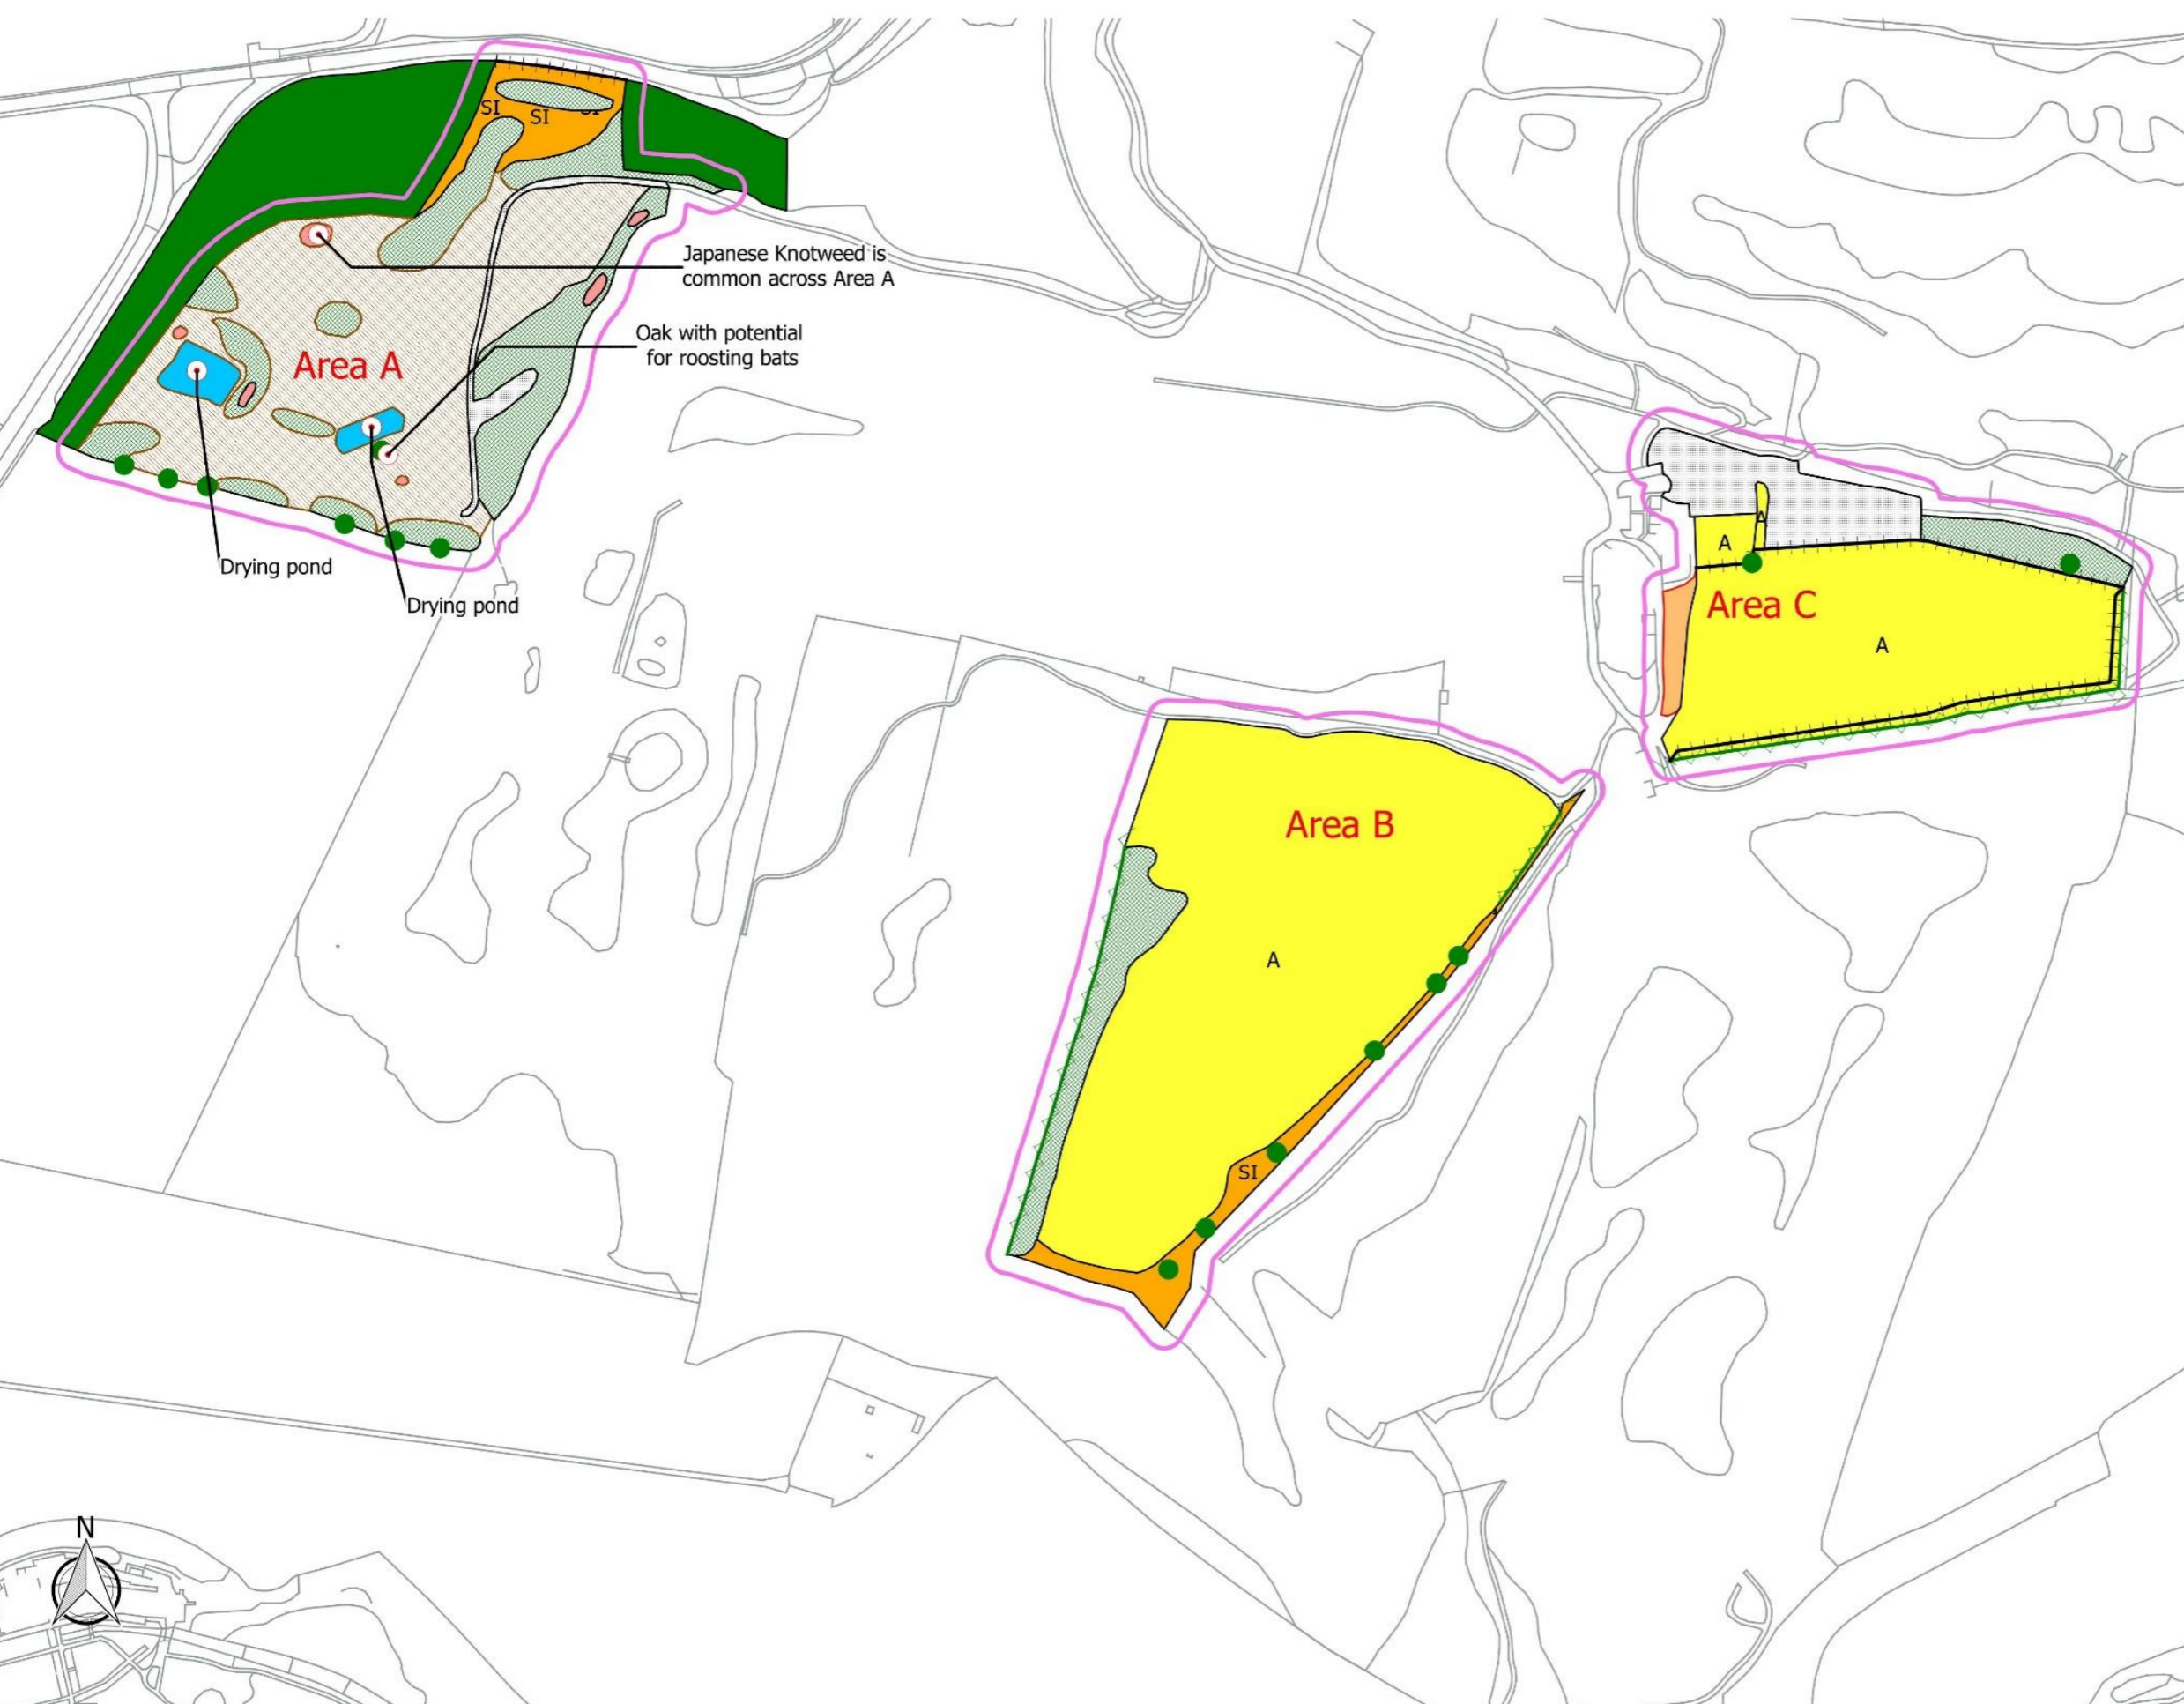 SI
SI
SI
Japanese Knotweed is
common across Area A
Oak with potential
for roosting bats
Area A
Drying pond
Drying pond
A
A
Area C
A
Area B
A
SI
N